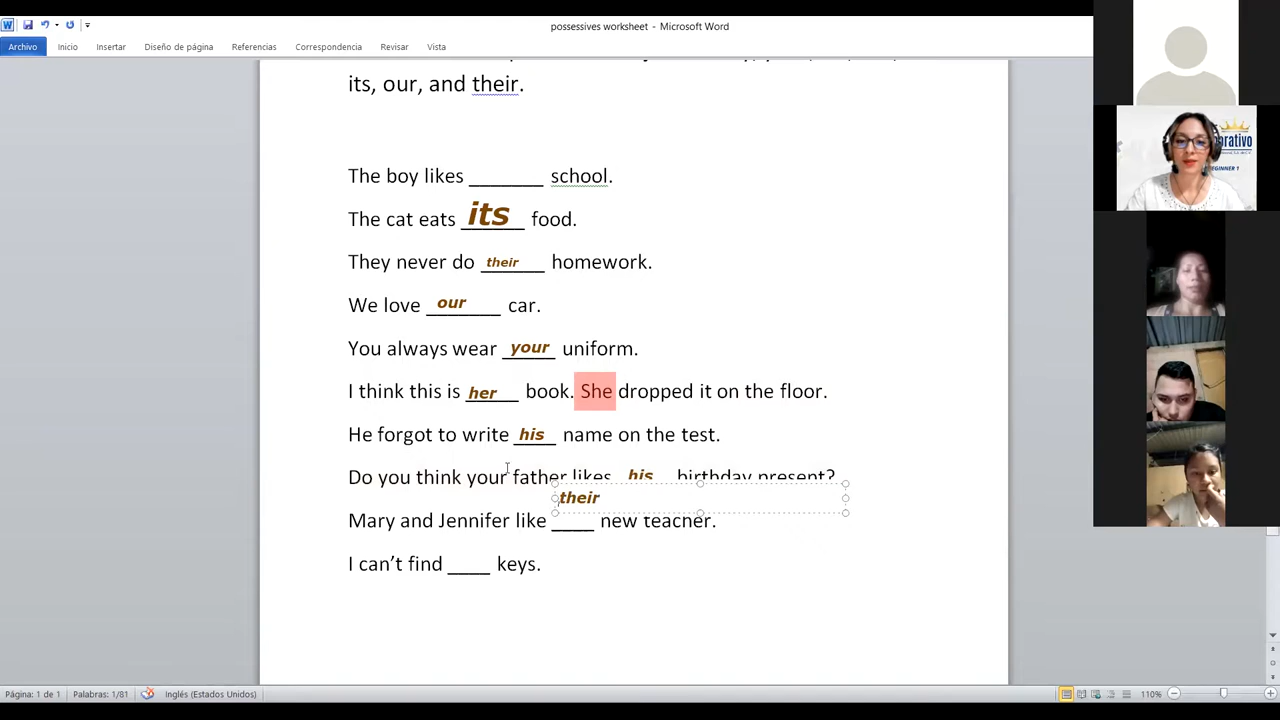 possessives worksheet - Microsoft Word
Archivo Inicio Insertar Diseño de página Referencias Correspondencia Revisar Vista
its, our, and their.
The boy likes _______ school.
The cat eats its food.
They never do their homework.
We love our car.
You always wear your uniform.
I think this is her book. She dropped it on the floor.
He forgot to write his name on the test.
Do you think your father likes his birthday present?
their
Mary and Jennifer like ____ new teacher.
I can’t find ____ keys.
parativo
BEGINNER 1
Página: 1 de 1 Palabras: 1/81 Inglés (Estados Unidos) 110%